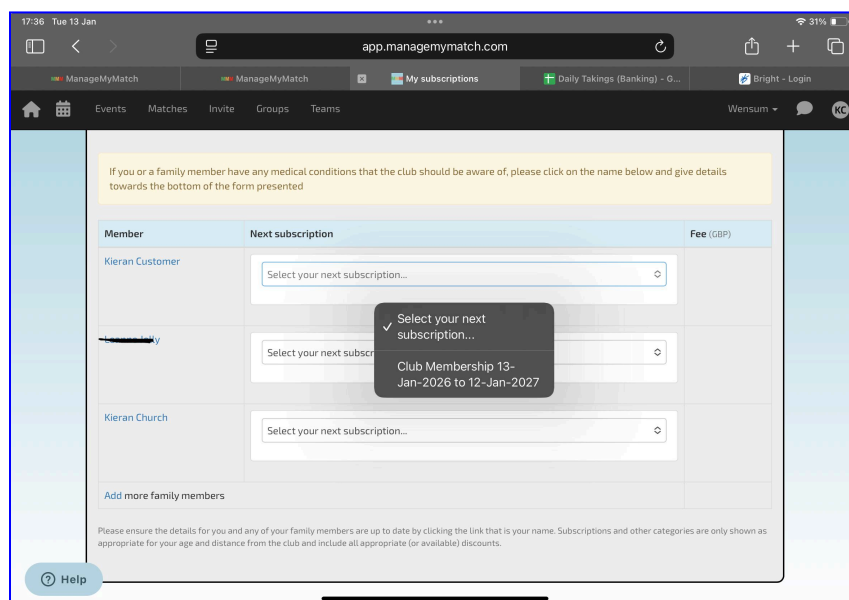 17:36 Tue 13 Jan
31%
app.managemymatch.com
ManageMyMatch
ManageMyMatch
My subscriptions
Daily Takings (Banking) - G...
Bright - Login
Events Matches Invite Groups Teams
Wensum
KC
If you or a family member have any medical conditions that the club should be aware of, please click on the name below and give details
towards the bottom of the form presented
Member Next subscription Fee (GBP)
Kieran Customer
Select your next subscription...
Select your next
subscription...
Select your next subscr
Club Membership 13-
Jan-2026 to 12-Jan-2027
Kieran Church
Select your next subscription...
Add more family members
Please ensure the details for you and any of your family members are up to date by clicking the link that is your name. Subscriptions and other categories are only shown as
appropriate for your age and distance from the club and include all appropriate (or available) discounts.
Help